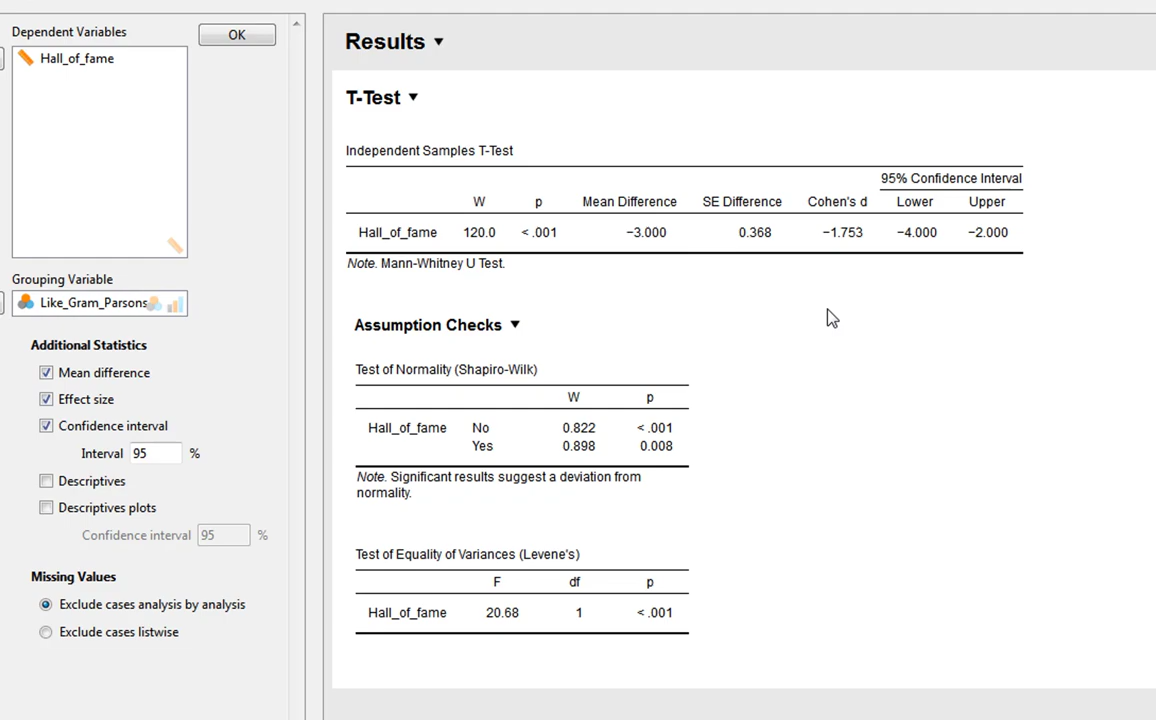 Dependent Variables
OK
Hall_of_fame
Grouping Variable
Like_Gram_Parsons
Additional Statistics
Mean difference
Effect size
Confidence interval
Interval 95 %
Descriptives
Descriptives plots
Confidence interval 95 %
Missing Values
Exclude cases analysis by analysis
Exclude cases listwise
Results
T-Test
Independent Samples T-Test
95% Confidence Interval
W p Mean Difference SE Difference Cohen's d Lower Upper
Hall_of_fame 120.0 < .001 −3.000 0.368 −1.753 −4.000 −2.000
Note. Mann-Whitney U Test.
Assumption Checks
Test of Normality (Shapiro-Wilk)
W p
Hall_of_fame No 0.822 < .001
Yes 0.898 0.008
Note. Significant results suggest a deviation from
normality.
Test of Equality of Variances (Levene's)
F df p
Hall_of_fame 20.68 1 < .001